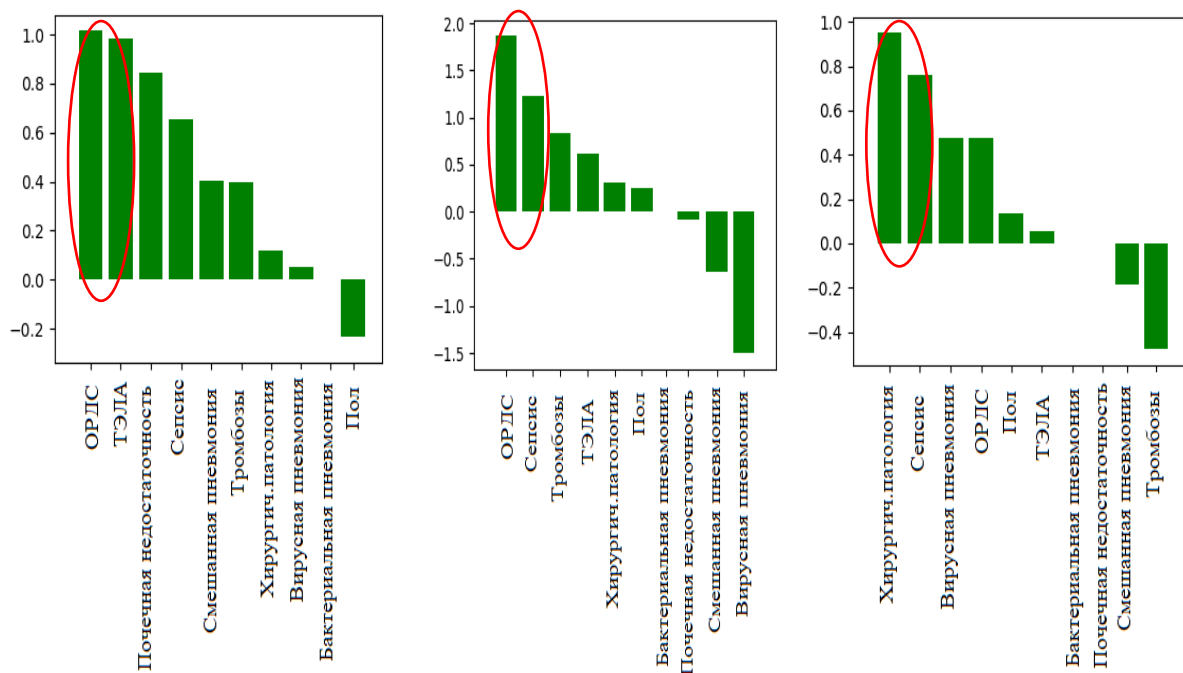 1.0
0.8
0.6
0.4
0.2
0.0
−0.2
ОРДС
ТЭЛА
Почечная недостаточность
Сепсис
Смешанная пневмония
Тромбозы
Хирургич.патология
Вирусная пневмония
Бактериальная пневмония
Пол
2.0
1.5
1.0
0.5
0.0
−0.5
−1.0
−1.5
ОРДС
Сепсис
Тромбозы
ТЭЛА
Хирургич.патология
Пол
Бактериальная пневмония
Почечная недостаточность
Смешанная пневмония
Вирусная пневмония
1.0
0.8
0.6
0.4
0.2
0.0
−0.2
−0.4
Хирургич.патология
Сепсис
Вирусная пневмония
ОРДС
Пол
ТЭЛА
Бактериальная пневмония
Почечная недостаточность
Смешанная пневмония
Тромбозы